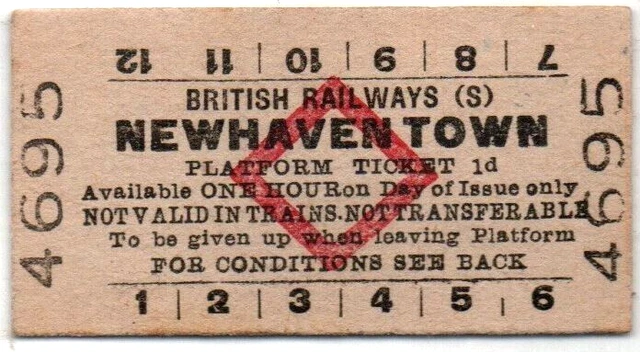 12 | 11 | 10 | 9 | 8 | 7
BRITISH RAILWAYS (S)
NEWHAVEN TOWN
PLATFORM TICKET 1d
Available ONE HOUR on Day of Issue only
NOT VALID IN TRAINS. NOT TRANSFERABLE
To be given up when leaving Platform
FOR CONDITIONS SEE BACK
1 | 2 | 3 | 4 | 5 | 6
4695
4695